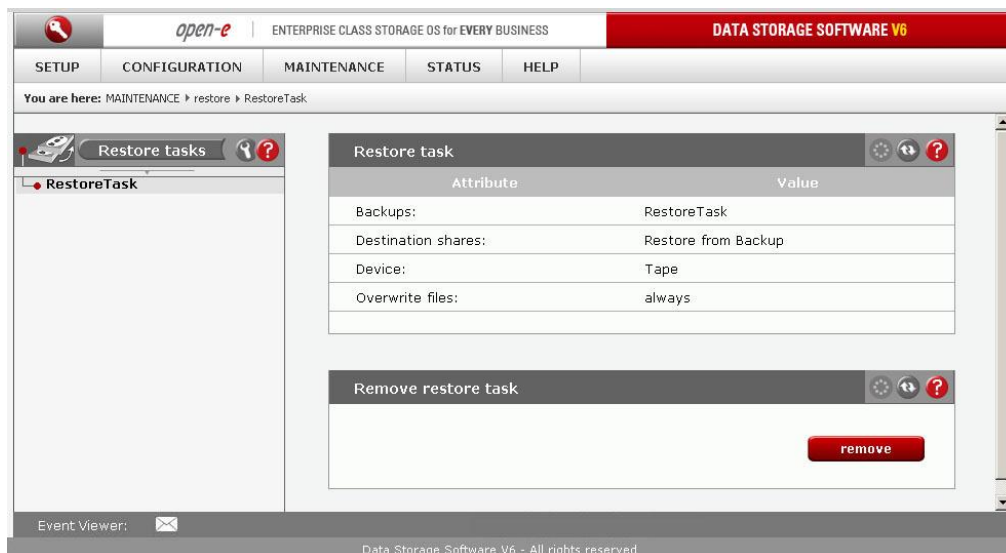 open-e ENTERPRISE CLASS STORAGE OS for EVERY BUSINESS DATA STORAGE SOFTWARE V6
SETUP CONFIGURATION MAINTENANCE STATUS HELP
You are here: MAINTENANCE restore RestoreTask
Restore tasks ?
RestoreTask
Restore task ?
Attribute Value
Backups: RestoreTask
Destination shares: Restore from Backup
Device: Tape
Overwrite files: always
Remove restore task ?
remove
Event Viewer:
Data Storage Software V6 - All rights reserved